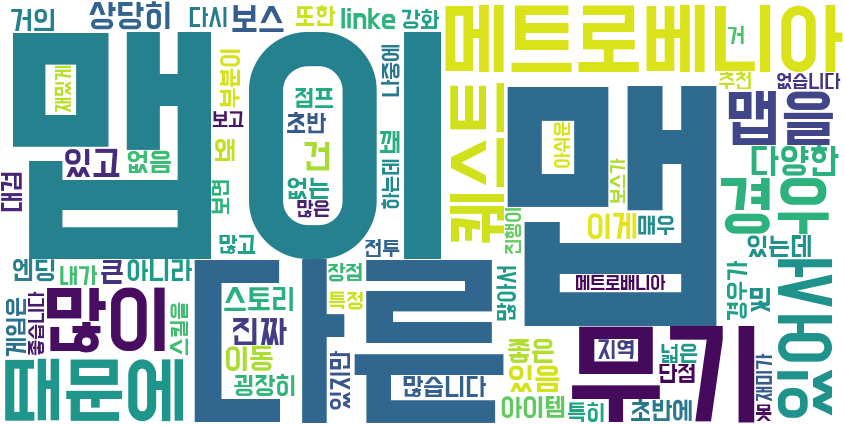 거의
상당히
다시
보스
또한
linke
강화
메트로베니아
맵이
맵
재밌게
부분이
점프
초반
나중에
거
추천
없습니다
퀘스트
아쉬운
맵을
있고
없음
보고
왜
건
꽤
하는데
다양한
대검
보면
없는
많은
보스가
경우
이게
매우
많고
전투
진행이
있는데
엔딩
내가
큰
아니라
다른
장점
메트로배니아
경우가
및
게임은
좋습니다
많이
스킬을
스토리
특정
많아서
진짜
무기
지역
넓은
이동
좋은
단점
재미가
때문에
굉장히
있지만
많습니다
있음
아이템
특히
초반에
못